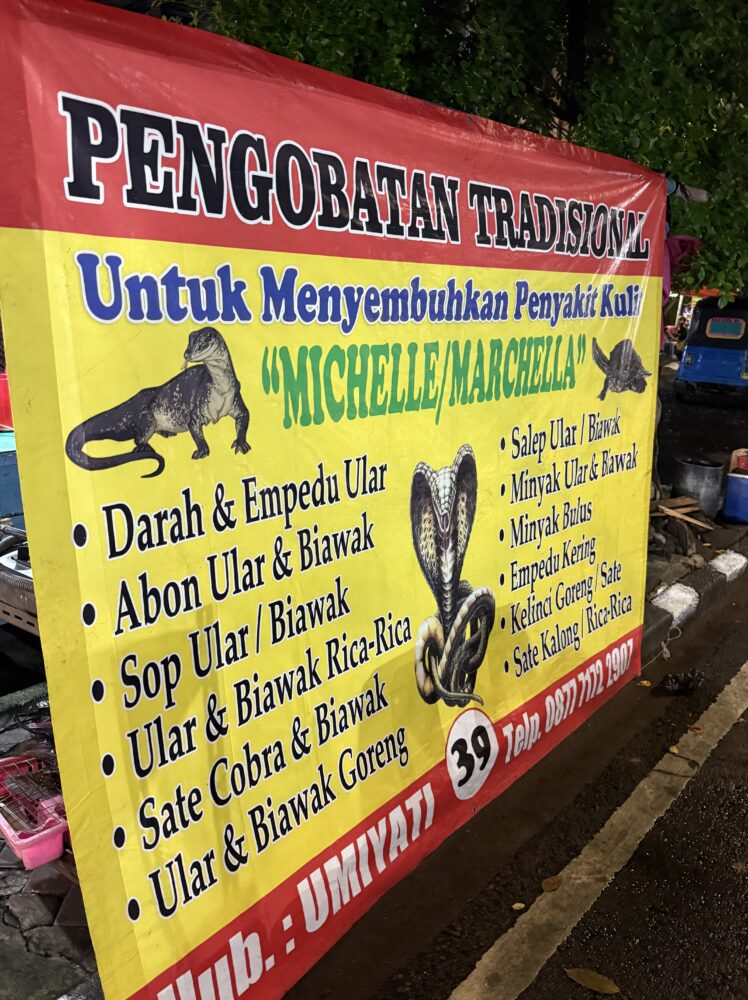 PENGOBATAN TRADISIONAL
Untuk Menyembuhkan Penyakit Kulit
"MICHELLE/MARCHELLA"
• Darah & Empedu Ular
• Abon Ular & Biawak
• Sop Ular / Biawak
• Ular & Biawak Rica-Rica
• Sate Cobra & Biawak
• Ular & Biawak Goreng
• Salep Ular / Biawak
• Minyak Ular & Biawak
• Minyak Bulus
• Empedu Kering
• Kelinci Goreng / Sate
• Sate Kalong / Rica-Rica
Hub. : UMIYATI
39
Telp. 0877 7172 2907